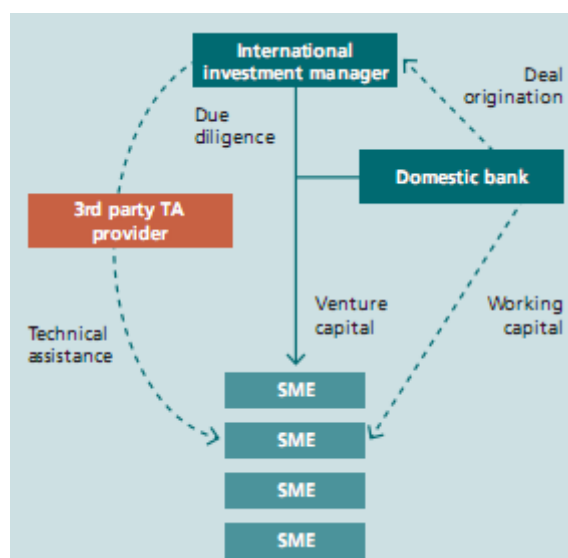 International
investment manager
Deal
origination
Due
diligence
Domestic bank
3rd party TA
provider
Venture
capital
Working
capital
Technical
assistance
SME
SME
SME
SME